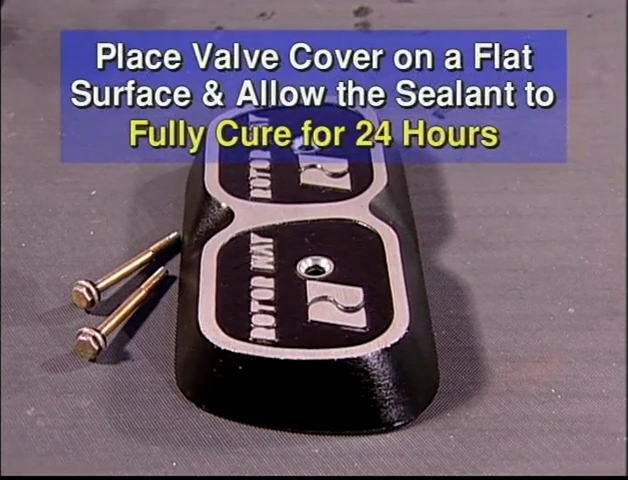 Place Valve Cover on a Flat
Surface & Allow the Sealant to
Fully Cure for 24 Hours
ROTOR WAY
ROTOR WAY